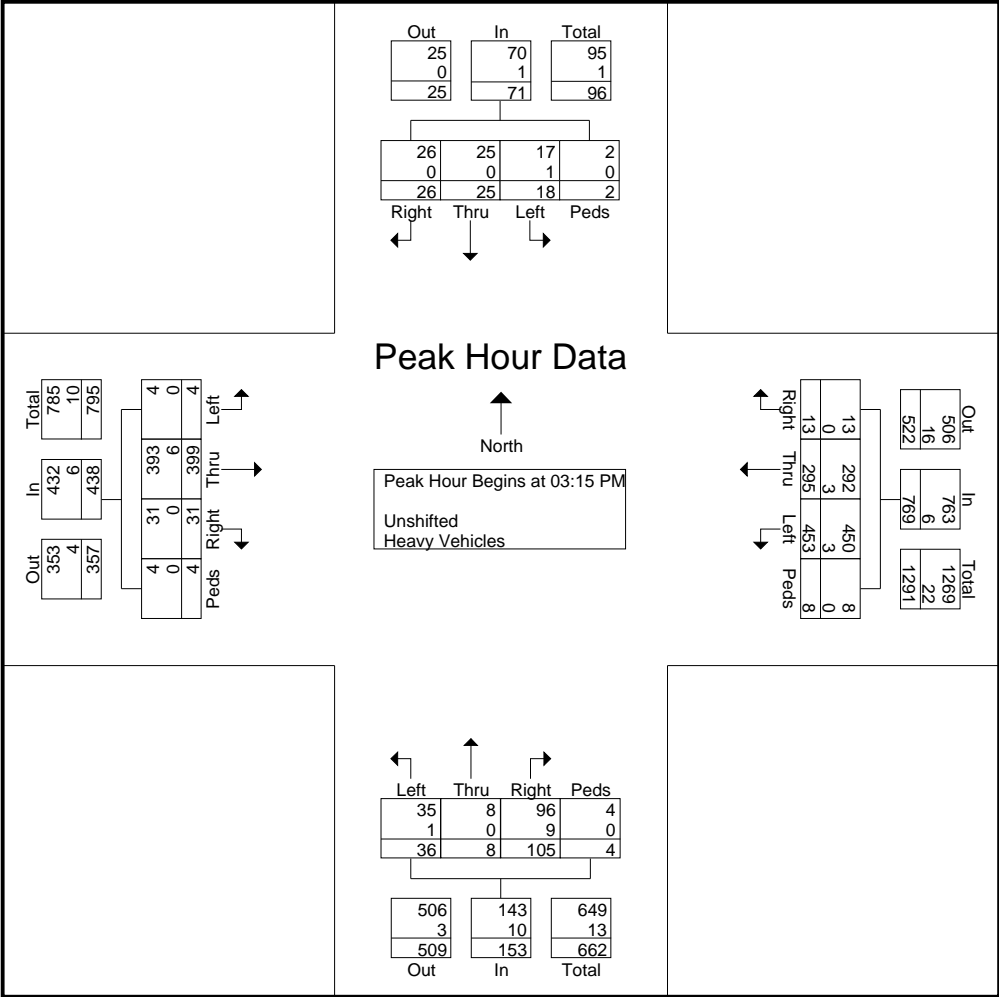 Out In Total
25 70 95
0 1 1
25 71 96
26 25 17 2
0 0 1 0
26 25 18 2
Right Thru Left Peds
Peak Hour Data
North
Peak Hour Begins at 03:15 PM
Unshifted
Heavy Vehicles
Out In Total
353 432 785
4 6 10
357 438 795
Peds Right Thru Left
4 31 393 4
0 0 6 0
4 31 399 4
Out In Total
506 763 1269
16 6 22
522 769 1291
13 292 450 8
0 3 3 0
13 295 453 8
Right Thru Left Peds
Left Thru Right Peds
35 8 96 4
1 0 9 0
36 8 105 4
506 143 649
3 10 13
509 153 662
Out In Total